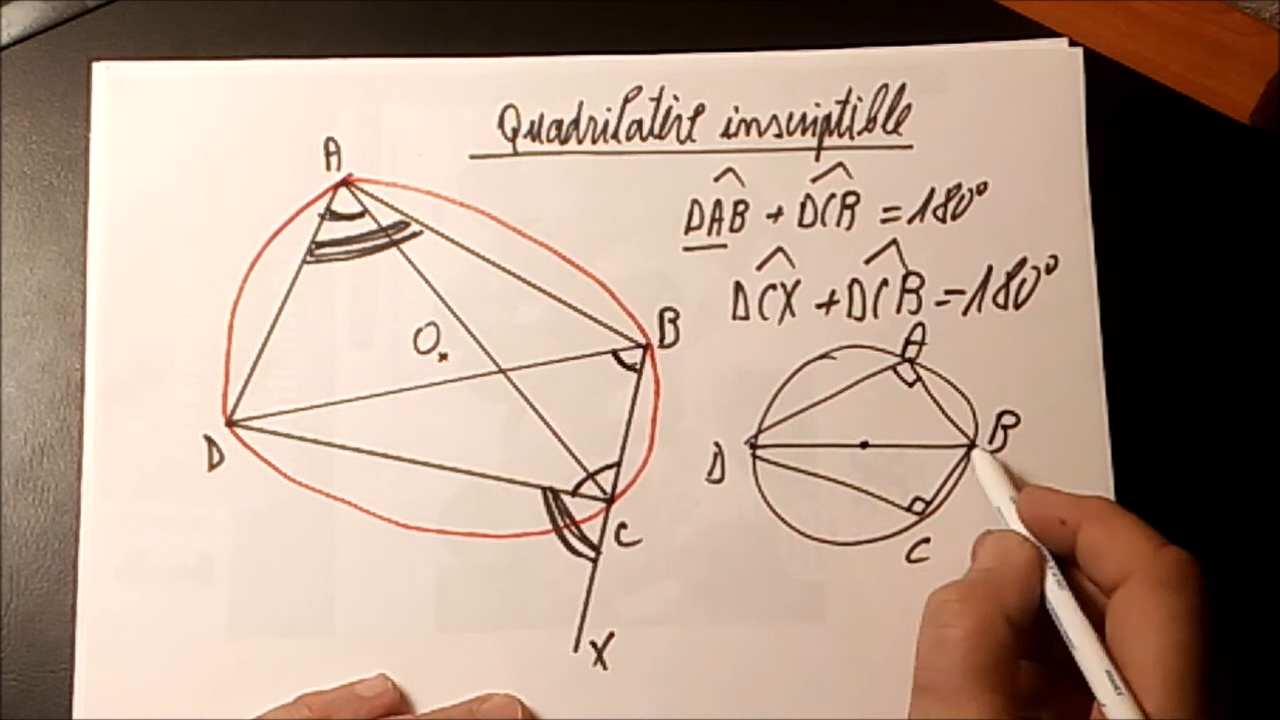 Quadrilatère inscriptible
A
DAB + DCB = 180°
DCX + DCB = 180°
O
B
A
D
D
B
C
C
X